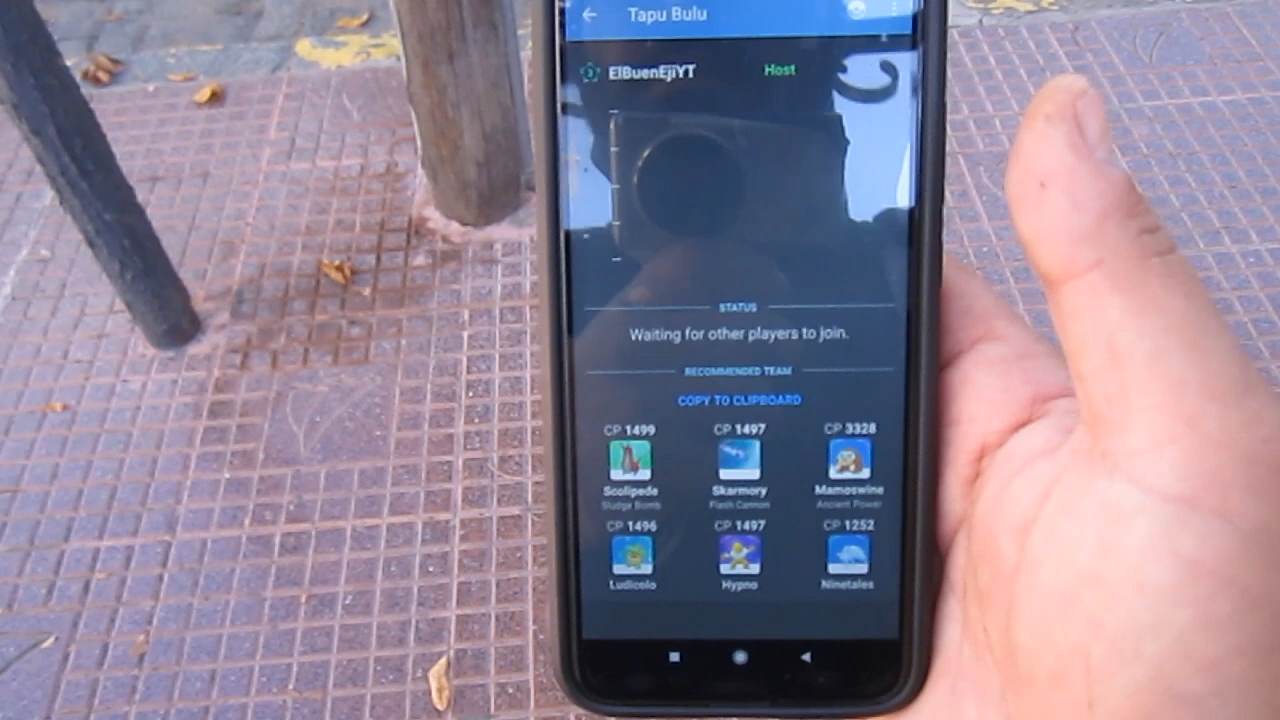 Tapu Bulu
3 ElBuenEjiYT Host
STATUS
Waiting for other players to join.
RECOMMENDED TEAM
COPY TO CLIPBOARD
CP 1499 CP 1497 CP 3328
Scolipede Skarmory Mamoswine
Sludge Bomb Flash Cannon Ancient Power
CP 1496 CP 1497 CP 1252
Ludicolo Hypno Ninetales